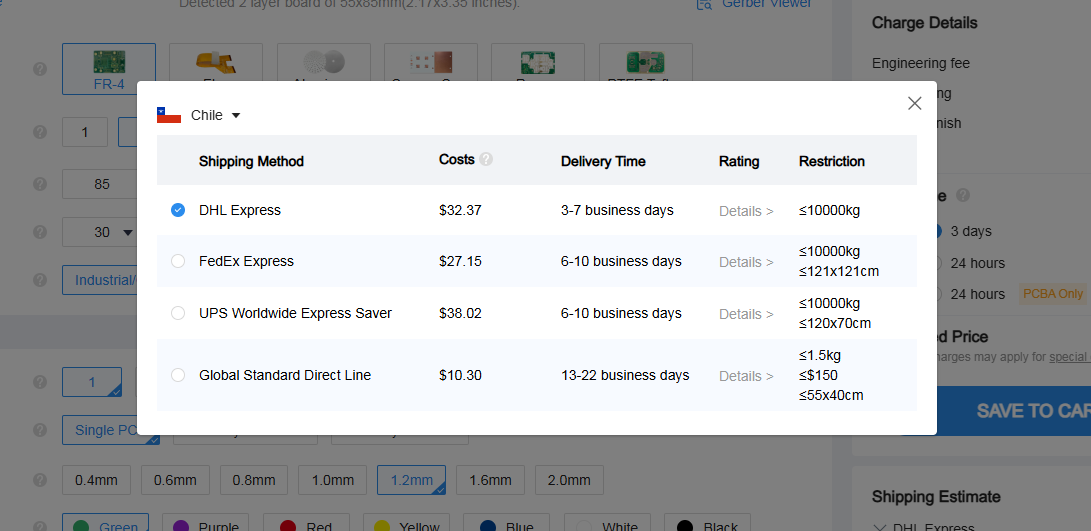 Detected 2 layer board of 55x85mm(2.17x3.35 inches).
Gerber Viewer
Charge Details
FR-4
Engineering fee
Chile
1
Shipping Method Costs ? Delivery Time Rating Restriction
85
DHL Express $32.37 3-7 business days Details > ≤10000kg
30
3 days
FedEx Express $27.15 6-10 business days Details > ≤10000kg
≤121x121cm
24 hours
Industrial/
24 hours PCBA Only
UPS Worldwide Express Saver $38.02 6-10 business days Details > ≤10000kg
≤120x70cm
Price
charges may apply for special
Global Standard Direct Line $10.30 13-22 business days Details > ≤1.5kg
≤$150
≤55x40cm
1
SAVE TO CAR
Single PC
0.4mm 0.6mm 0.8mm 1.0mm 1.2mm 1.6mm 2.0mm
Shipping Estimate
Green Purple Red Yellow Blue White Black
DHL Express